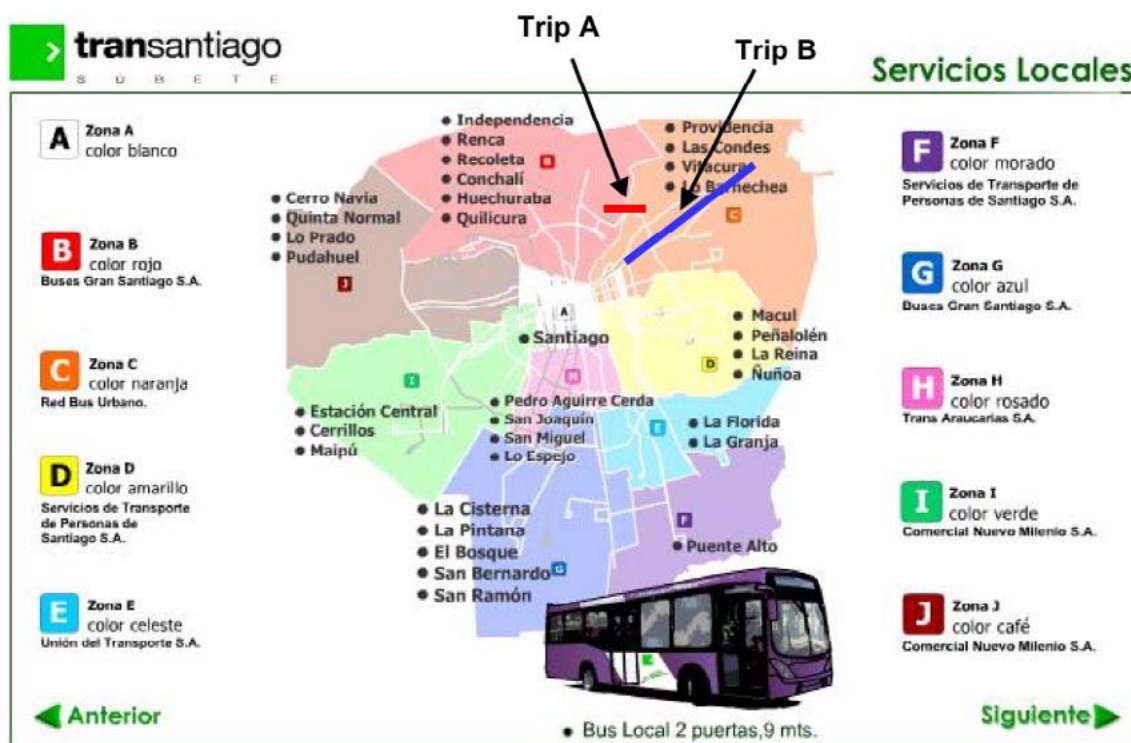 Trip A
Trip B
transantiago
S Ú B E T E
Servicios Locales
A
Zona A
color blanco
B
Zona B
color rojo
Buses Gran Santiago S.A.
C
Zona C
color naranja
Red Bus Urbano.
D
Zona D
color amarillo
Servicios de Transporte
de Personas de
Santiago S.A.
E
Zona E
color celeste
Unión del Transporte S.A.
• Independencia
• Renca
• Recoleta
• Conchalí
• Huechuraba
• Quilicura
B
• Providencia
• Las Condes
• Vitacura
• Lo Barnechea
C
• Cerro Navia
• Quinta Normal
• Lo Prado
• Pudahuel
J
A
• Santiago
• Macul
• Peñalolén
• La Reina
• Ñuñoa
D
I
• Estación Central
• Cerrillos
• Maipú
H
• Pedro Aguirre Cerda
• San Joaquín
• San Miguel
• Lo Espejo
E
• La Florida
• La Granja
• La Cisterna
• La Pintana
• El Bosque
• San Bernardo
• San Ramón
G
F
• Puente Alto
F
Zona F
color morado
Servicios de Transporte de
Personas de Santiago S.A.
G
Zona G
color azul
Buses Gran Santiago S.A.
H
Zona H
color rosado
Trans Araucarias S.A.
I
Zona I
color verde
Comercial Nuevo Milenio S.A.
J
Zona J
color café
Comercial Nuevo Milenio S.A.
Anterior
• Bus Local 2 puertas,9 mts.
Siguiente